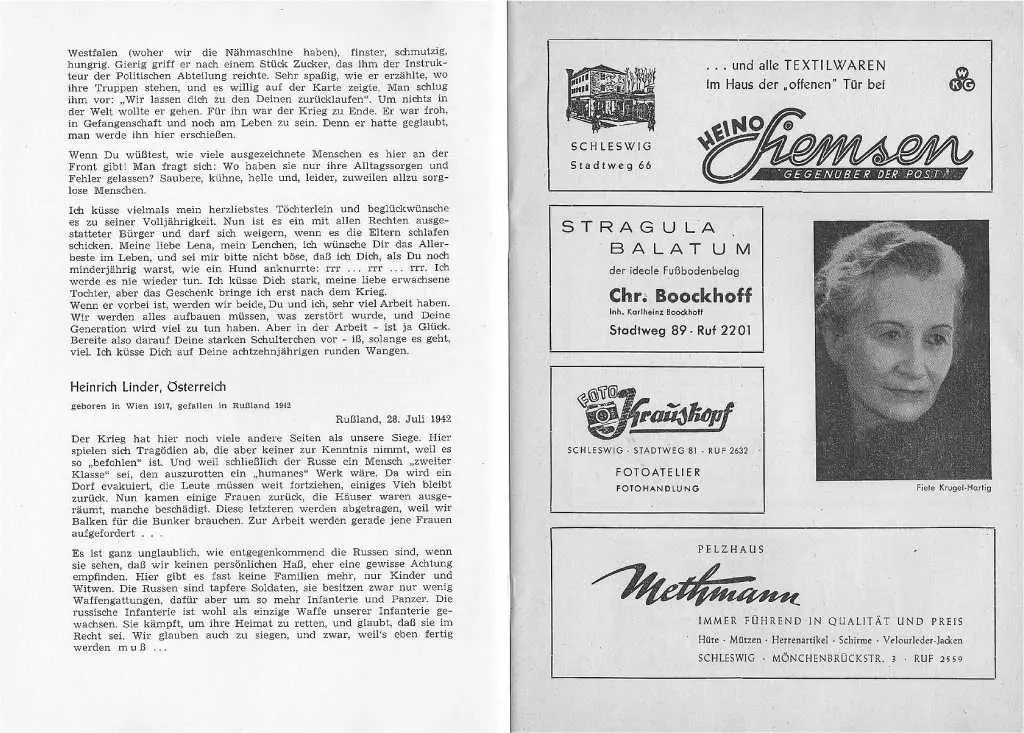 Westfalen (woher wir die Nähmaschine haben), finster, schmutzig,
hungrig. Gierig griff er nach einem Stück Zucker, das ihm der Instruk-
teur der Politischen Abteilung reichte. Sehr spaßig, wie er erzählte, wo
ihre Truppen stehen, und es willig auf der Karte zeigte. Man schlug
ihm vor: „Wir lassen dich zu den Deinen zurücklaufen“. Um nichts in
der Welt wollte er gehen. Für ihn war der Krieg zu Ende. Er war froh,
in Gefangenschaft und noch am Leben zu sein. Denn er hatte geglaubt,
man werde ihn hier erschießen.
Wenn Du wüßtest, wie viele ausgezeichnete Menschen es hier an der
Front gibt! Man fragt sich: Wo haben sie nur ihre Alltagssorgen und
Fehler gelassen? Saubere, kühne, helle und, leider, zuweilen allzu sorg-
lose Menschen.
Ich küsse vielmals mein herzliebstes Töchterlein und beglückwünsche
es zu seiner Volljährigkeit. Nun ist es ein mit allen Rechten ausge-
statteter Bürger und darf sich weigern, wenn es die Eltern schlafen
schicken. Meine liebe Lena, mein Lenchen, ich wünsche Dir das Aller-
beste im Leben, und sei mir bitte nicht böse, daß ich Dich, als Du noch
minderjährig warst, wie ein Hund anknurrte: rrr ... rrr ... rrr. Ich
werde es nie wieder tun. Ich küsse Dich stark, meine liebe erwachsene
Tochter, aber das Geschenk bringe ich erst nach dem Krieg.
Wenn er vorbei ist, werden wir beide, Du und ich, sehr viel Arbeit haben.
Wir werden alles aufbauen müssen, was zerstört wurde, und Deine
Generation wird viel zu tun haben. Aber in der Arbeit – ist ja Glück.
Bereite also darauf Deine starken Schulterchen vor – iß, solange es geht,
viel. Ich küsse Dich auf Deine achtzehnjährigen runden Wangen.
Heinrich Linder, Österreich
geboren in Wien 1917, gefallen in Rußland 1942
Rußland, 28. Juli 1942
Der Krieg hat hier noch viele andere Seiten als unsere Siege. Hier
spielen sich Tragödien ab, die aber keiner zur Kenntnis nimmt, weil es
so „befohlen“ ist. Und weil schließlich der Russe ein Mensch „zweiter
Klasse“ sei, den auszurotten ein „humanes“ Werk wäre. Da wird ein
Dorf evakuiert, die Leute müssen weit fortziehen, einiges Vieh bleibt
zurück. Nun kamen einige Frauen zurück, die Häuser waren ausge-
räumt, manche beschädigt. Diese letzteren werden abgetragen, weil wir
Balken für die Bunker brauchen. Zur Arbeit werden gerade jene Frauen
aufgefordert . . .
Es ist ganz unglaublich, wie entgegenkommend die Russen sind, wenn
sie sehen, daß wir keinen persönlichen Haß, eher eine gewisse Achtung
empfinden. Hier gibt es fast keine Familien mehr, nur Kinder und
Witwen. Die Russen sind tapfere Soldaten, sie besitzen zwar nur wenig
Waffengattungen, dafür aber um so mehr Infanterie und Panzer. Die
russische Infanterie ist wohl als einzige Waffe unserer Infanterie ge-
wachsen. Sie kämpft, um ihre Heimat zu retten, und glaubt, daß sie im
Recht sei. Wir glauben auch zu siegen, und zwar, weil's eben fertig
werden m u ß ...
... und alle TEXTILWAREN
im Haus der „offenen“ Tür bei
WKG
SCHLESWIG
Stadtweg 66
HEINO Siemsen
GEGENÜBER DER POST
STRAGULA
BALATUM
der ideale Fußbodenbelag
Chr. Boockhoff
Inh. Karlheinz Boockhoff
Stadtweg 89 - Ruf 2201
FOTO Krauskopf
SCHLESWIG - STADTWEG 81 - RUF 2632
FOTOATELIER
FOTOHANDLUNG
Fiete Krugel-Hartig
PELZHAUS
Methmann
IMMER FÜHREND IN QUALITÄT UND PREIS
Hüte · Mützen · Herrenartikel · Schirme · Velourleder-Jacken
SCHLESWIG · MÖNCHENBRÜCKSTR. 3 · RUF 2559